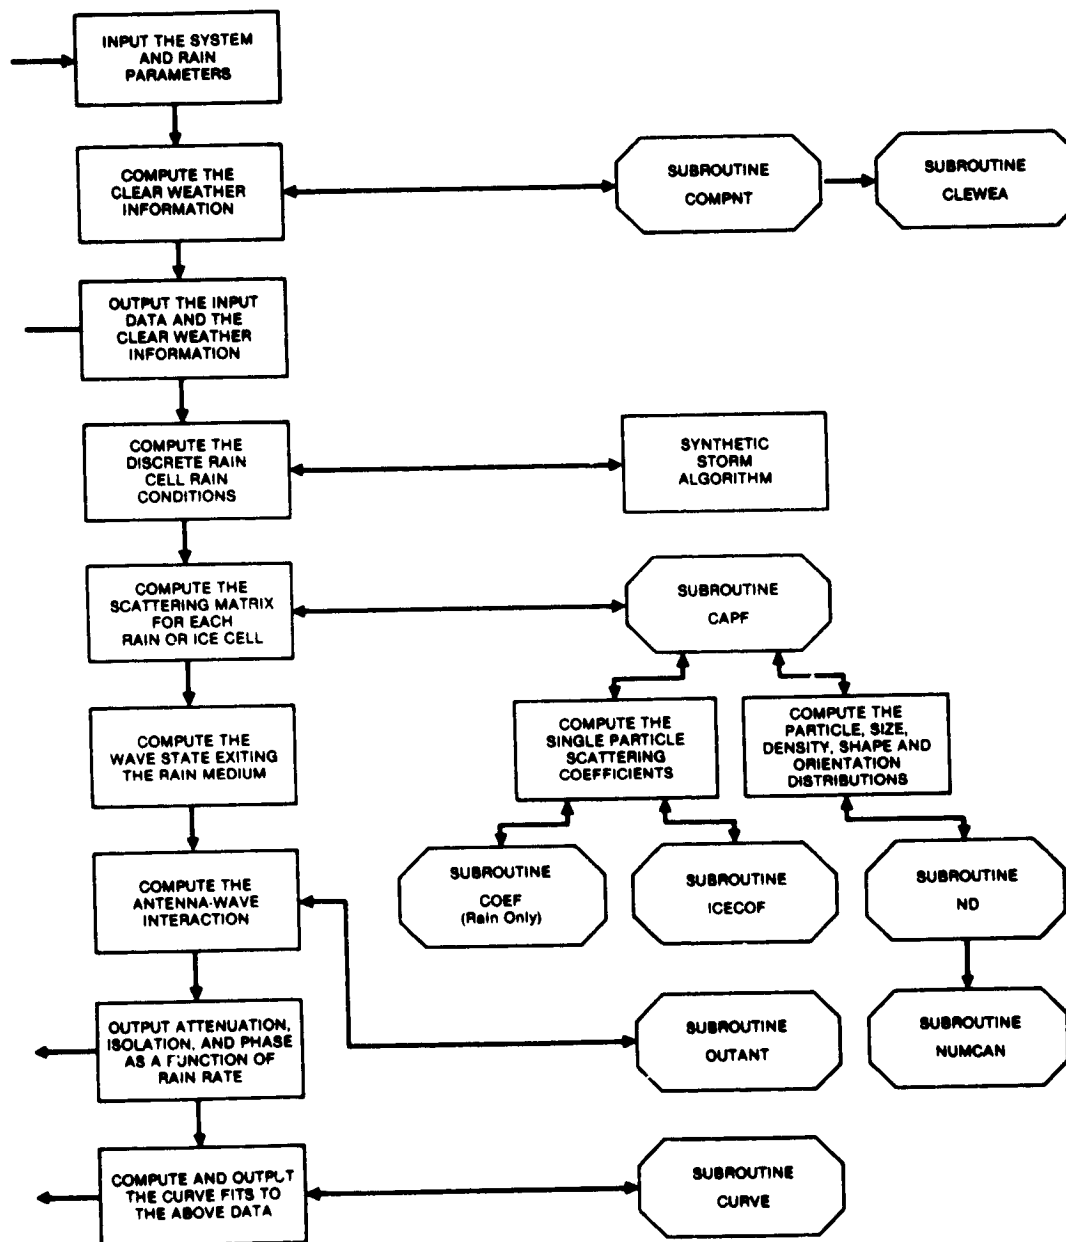 INPUT THE SYSTEM
AND RAIN
PARAMETERS
COMPUTE THE
CLEAR WEATHER
INFORMATION
SUBROUTINE
COMPNT
SUBROUTINE
CLEWEA
OUTPUT THE INPUT
DATA AND THE
CLEAR WEATHER
INFORMATION
COMPUTE THE
DISCRETE RAIN
CELL RAIN
CONDITIONS
SYNTHETIC
STORM
ALGORITHM
COMPUTE THE
SCATTERING MATRIX
FOR EACH
RAIN OR ICE CELL
SUBROUTINE
CAPF
COMPUTE THE
WAVE STATE EXITING
THE RAIN MEDIUM
COMPUTE THE
SINGLE PARTICLE
SCATTERING
COEFFICIENTS
COMPUTE THE
PARTICLE, SIZE,
DENSITY, SHAPE AND
ORIENTATION
DISTRIBUTIONS
COMPUTE THE
ANTENNA-WAVE
INTERACTION
SUBROUTINE
COEF
(Rain Only)
SUBROUTINE
ICECOF
SUBROUTINE
ND
OUTPUT ATTENUATION,
ISOLATION, AND PHASE
AS A FUNCTION OF
RAIN RATE
SUBROUTINE
OUTANT
SUBROUTINE
NUMCAN
COMPUTE AND OUTPUT
THE CURVE FITS TO
THE ABOVE DATA
SUBROUTINE
CURVE